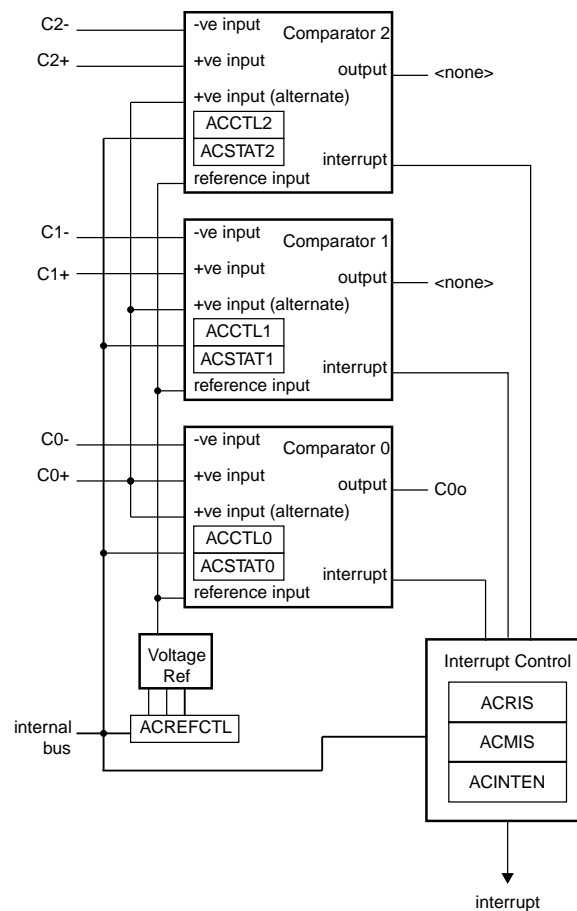 C2-
-ve input
Comparator 2
C2+
+ve input
output
<none>
+ve input (alternate)
ACCTL2
ACSTAT2
interrupt
reference input
C1-
-ve input
Comparator 1
C1+
+ve input
output
<none>
+ve input (alternate)
ACCTL1
ACSTAT1
interrupt
reference input
C0-
-ve input
Comparator 0
C0+
+ve input
output
C0o
+ve input (alternate)
ACCTL0
ACSTAT0
interrupt
reference input
Voltage
Ref
Interrupt Control
ACRIS
internal
bus
ACREFCTL
ACMIS
ACINTEN
interrupt